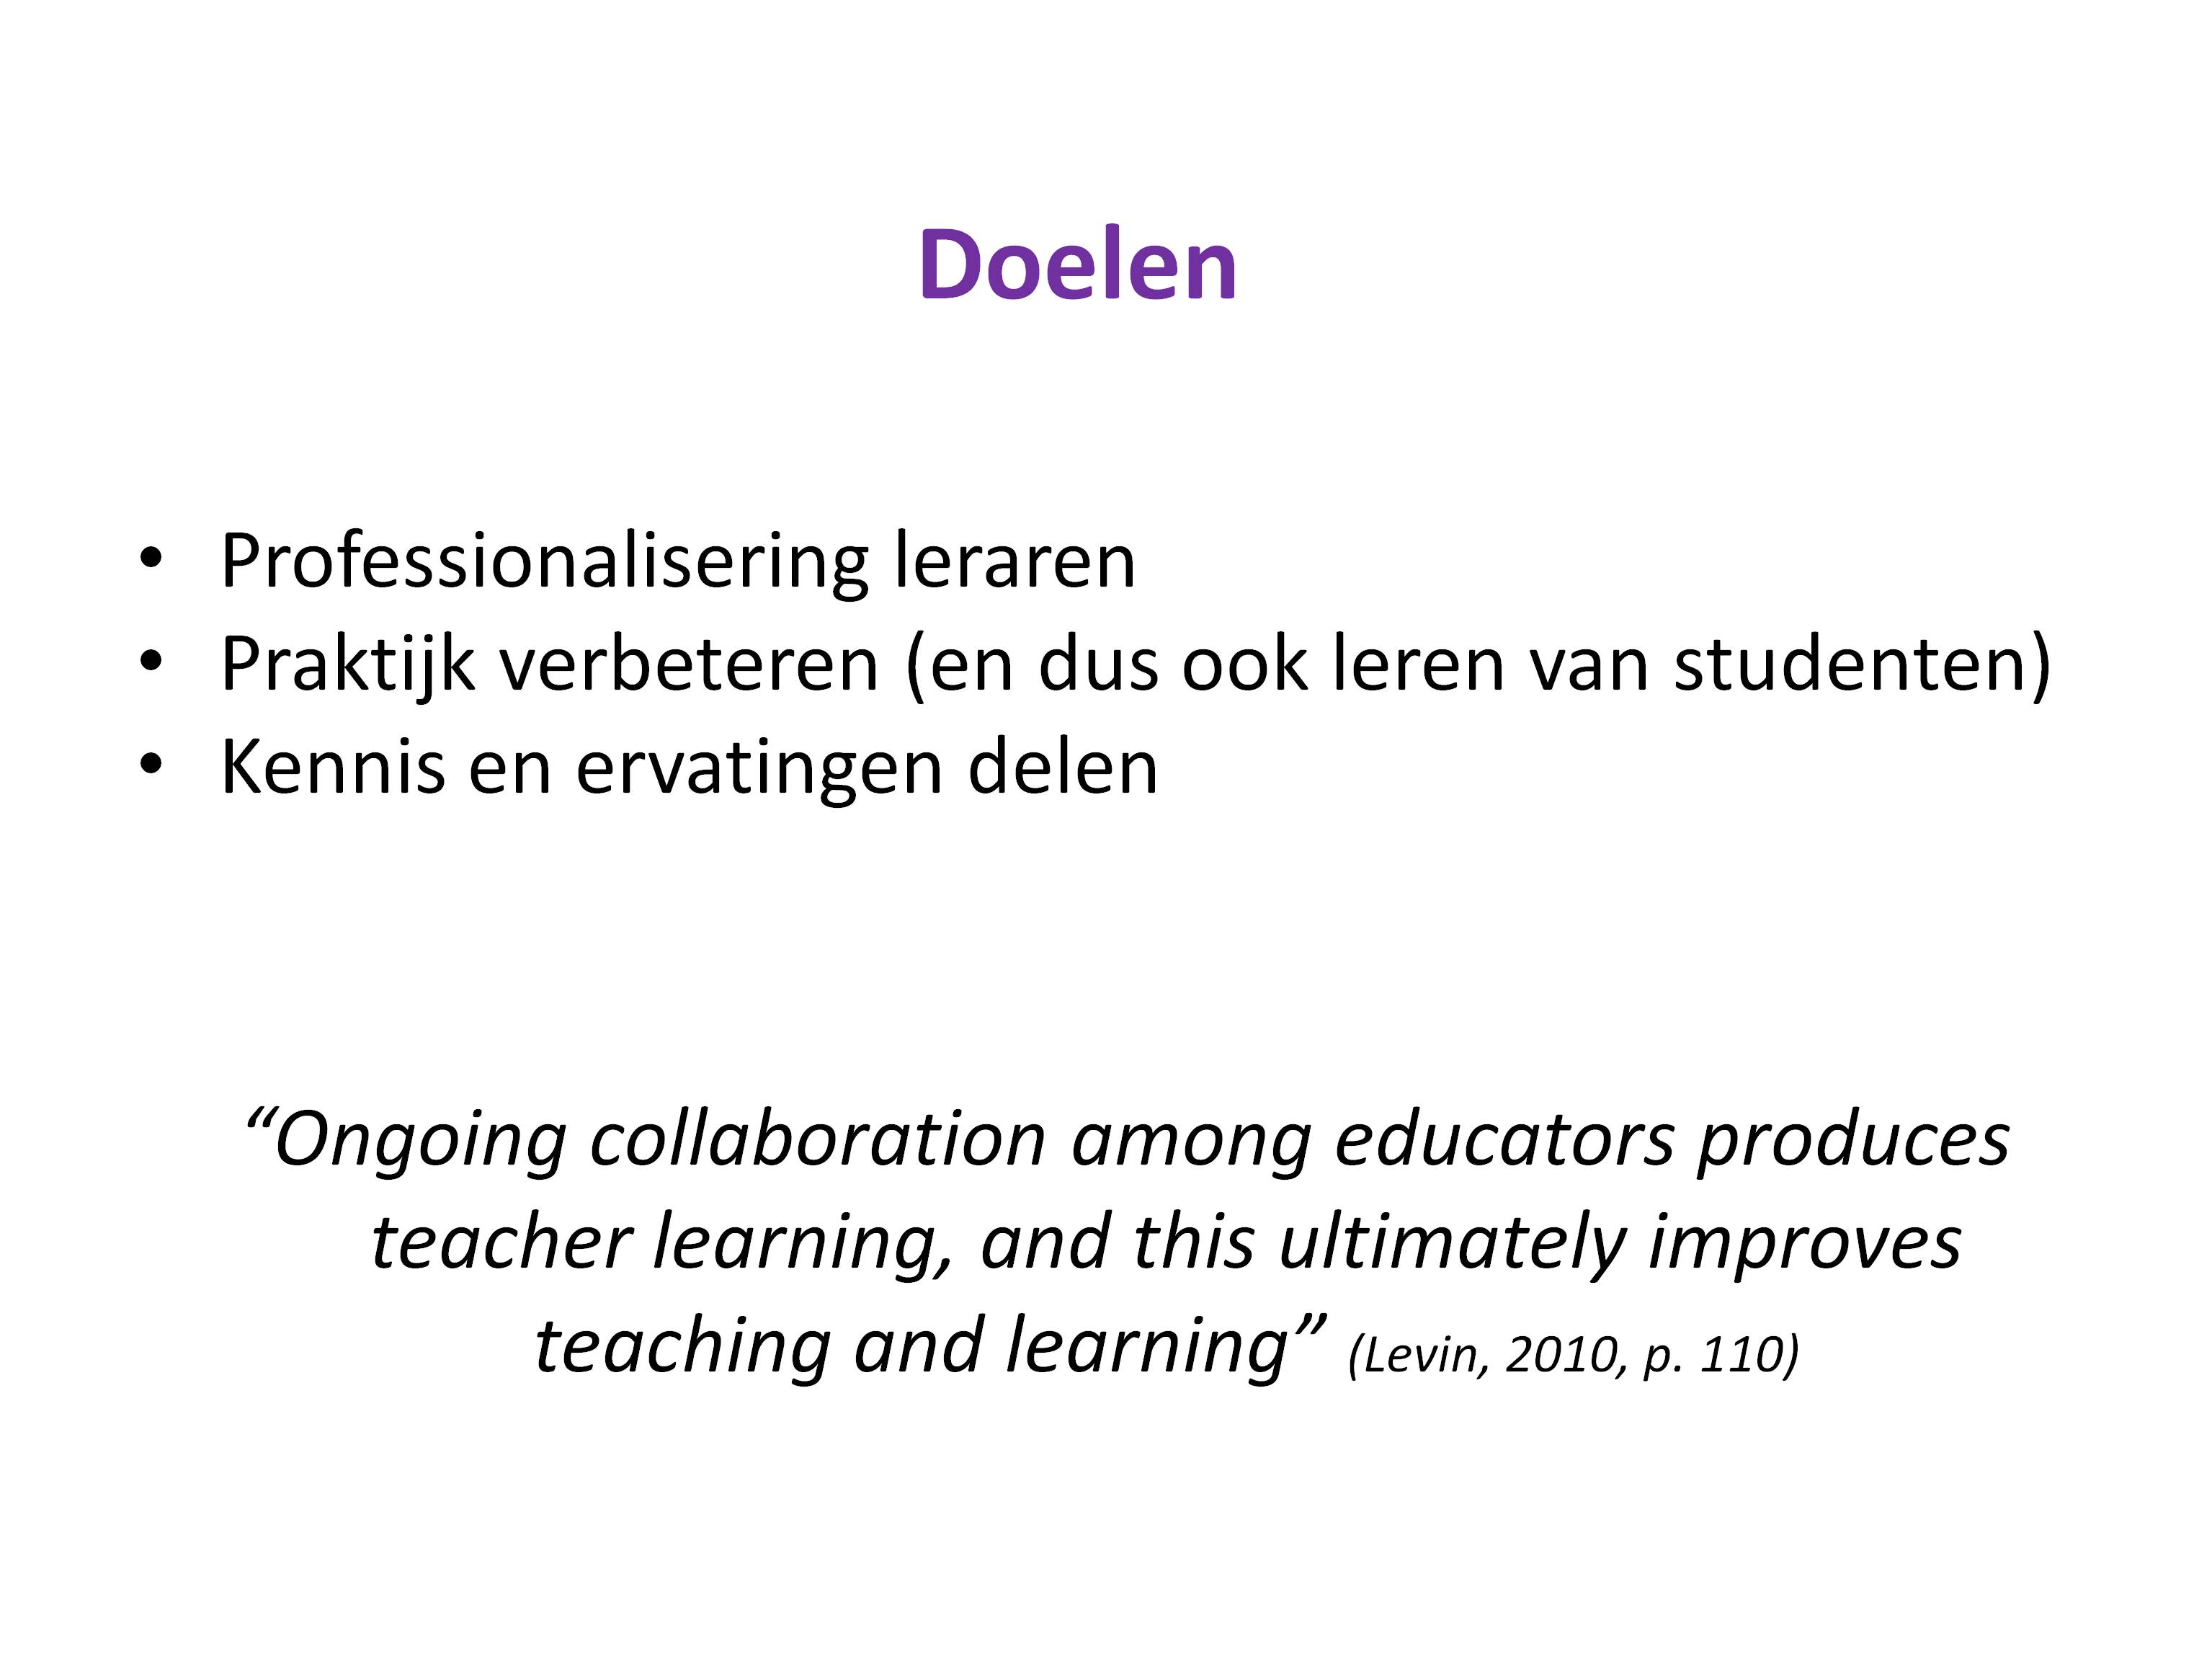 Doelen
• Professionalisering leraren
• Praktijk verbeteren (en dus ook leren van studenten)
• Kennis en ervatingen delen
“Ongoing collaboration among educators produces
teacher learning, and this ultimately improves
teaching and learning” (Levin, 2010, p. 110)